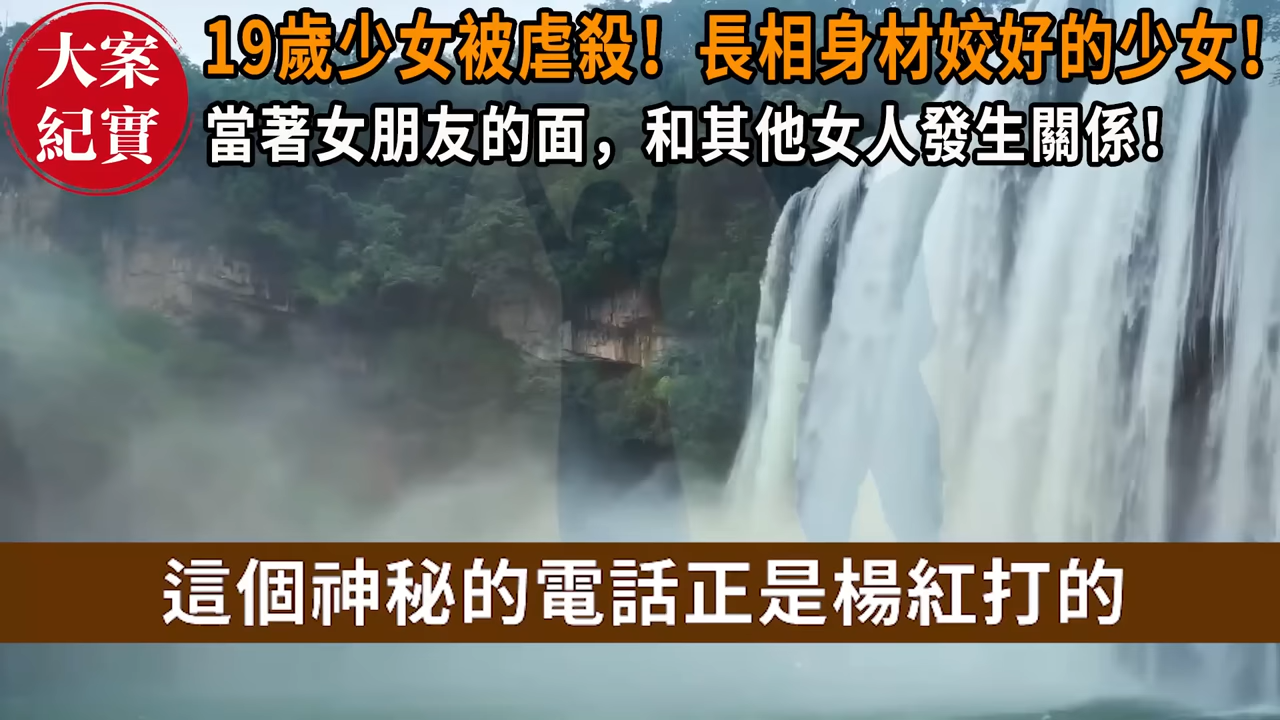 大案
紀實
19歲少女被虐殺！長相身材姣好的少女！
當著女朋友的面，和其他女人發生關係！
這個神秘的電話正是楊紅打的